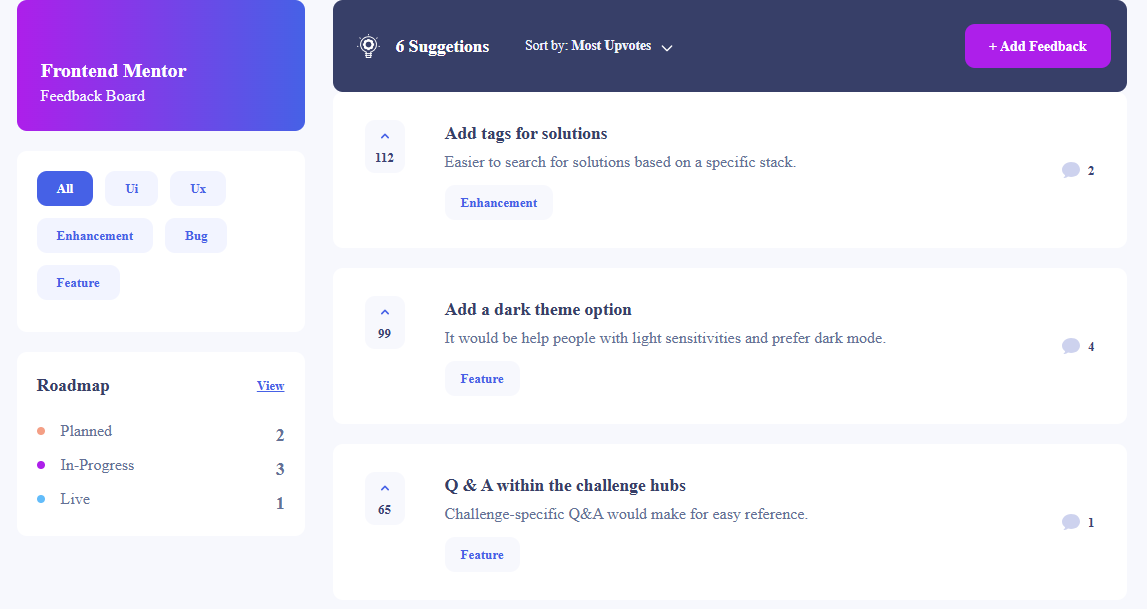 Frontend Mentor
Feedback Board
All
Ui
Ux
Enhancement
Bug
Feature
Roadmap
View
Planned
2
In-Progress
3
Live
1
6 Suggetions
Sort by: Most Upvotes
+ Add Feedback
112
Add tags for solutions
Easier to search for solutions based on a specific stack.
Enhancement
2
99
Add a dark theme option
It would be help people with light sensitivities and prefer dark mode.
Feature
4
65
Q & A within the challenge hubs
Challenge-specific Q&A would make for easy reference.
Feature
1